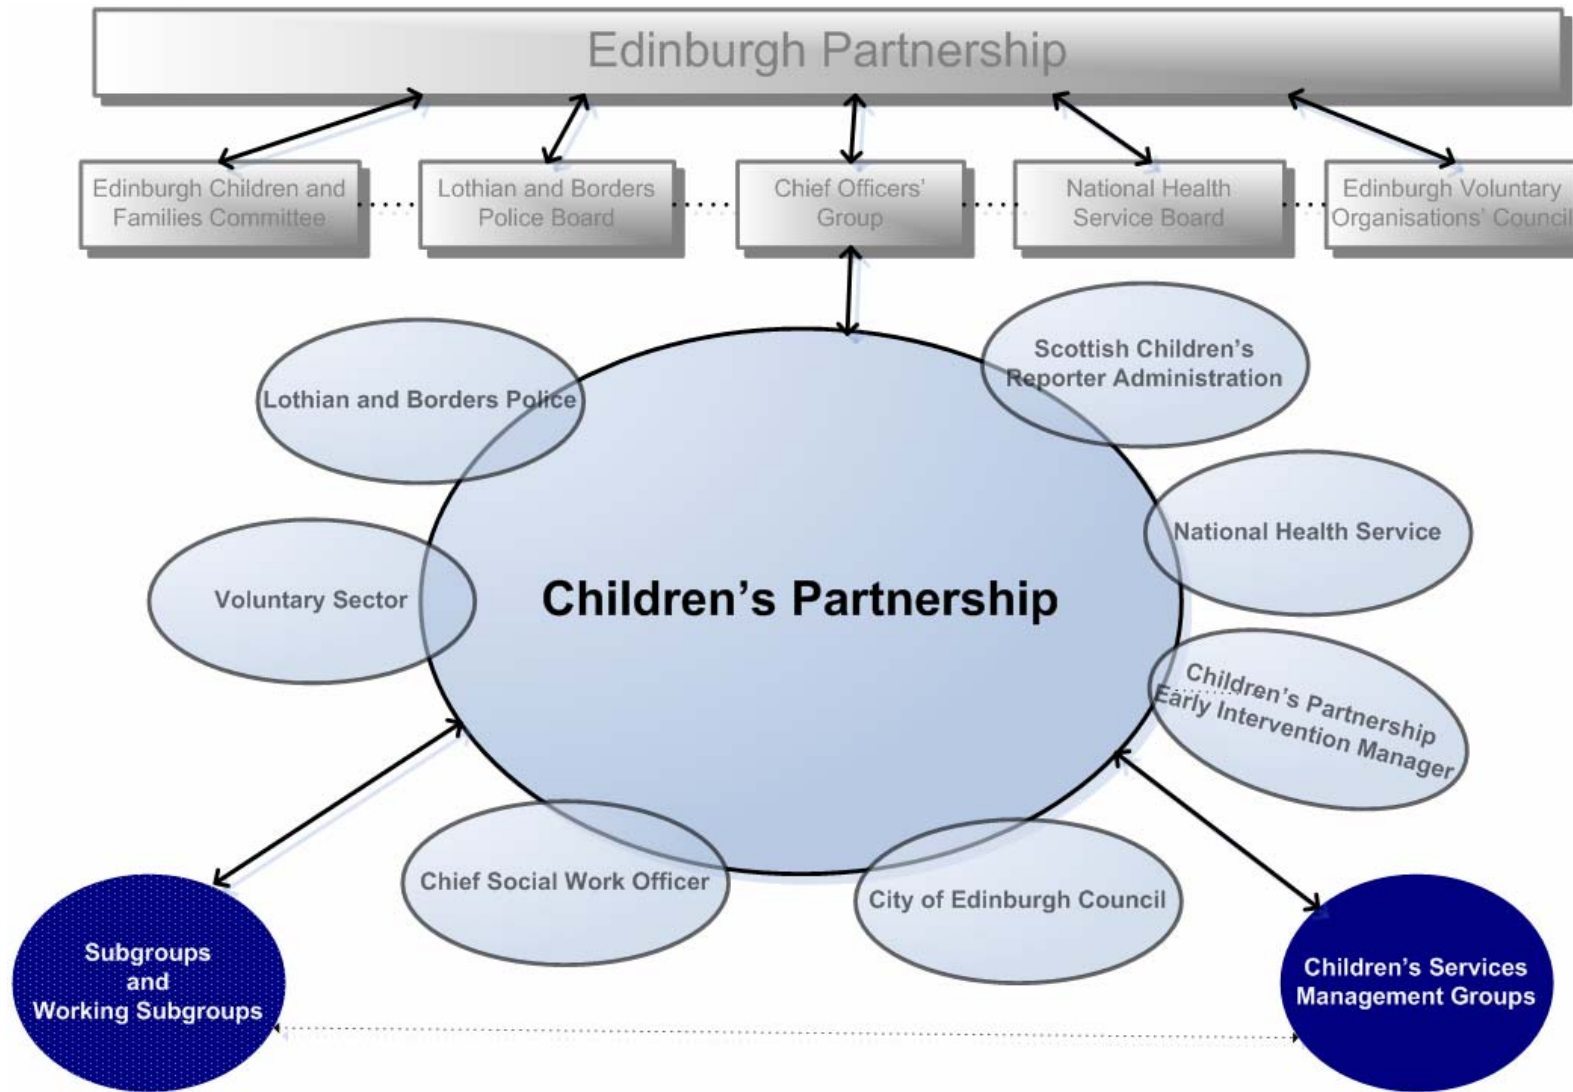 Edinburgh Partnership
Edinburgh Children and
Families Committee
Lothian and Borders
Police Board
Chief Officers'
Group
National Health
Service Board
Edinburgh Voluntary
Organisations' Council
Scottish Children's
Reporter Administration
Lothian and Borders Police
National Health Service
Voluntary Sector
Children's Partnership
Children's Partnership
Early Intervention Manager
Chief Social Work Officer
City of Edinburgh Council
Subgroups
and
Working Subgroups
Children's Services
Management Groups